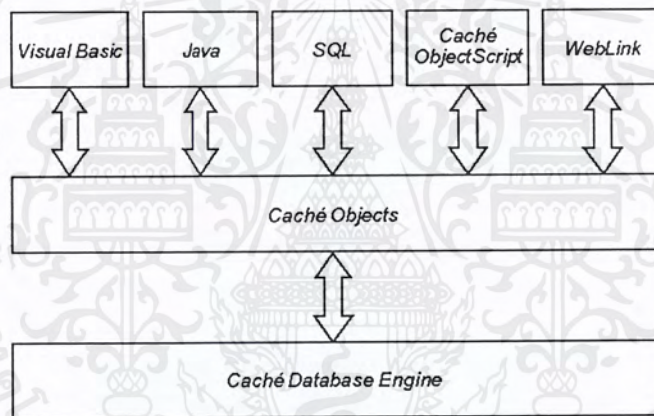 Visual Basic
Java
SQL
Caché
ObjectScript
WebLink
Caché Objects
Caché Database Engine